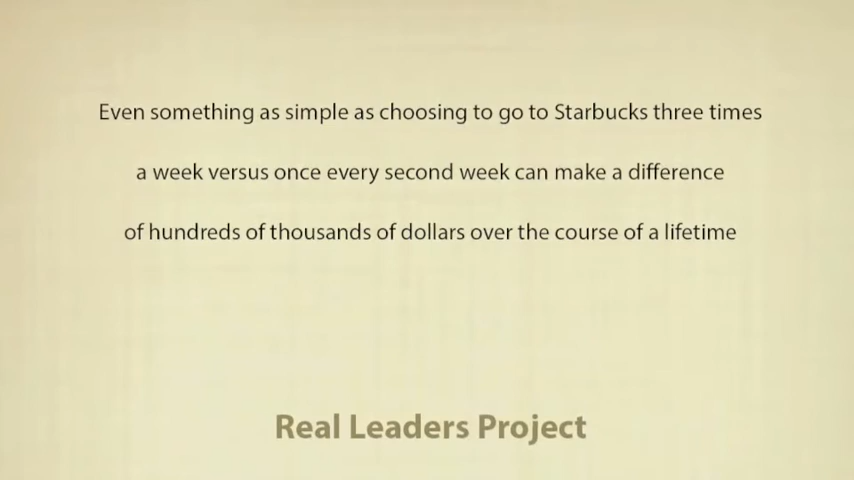 Even something as simple as choosing to go to Starbucks three times
a week versus once every second week can make a difference
of hundreds of thousands of dollars over the course of a lifetime
Real Leaders Project